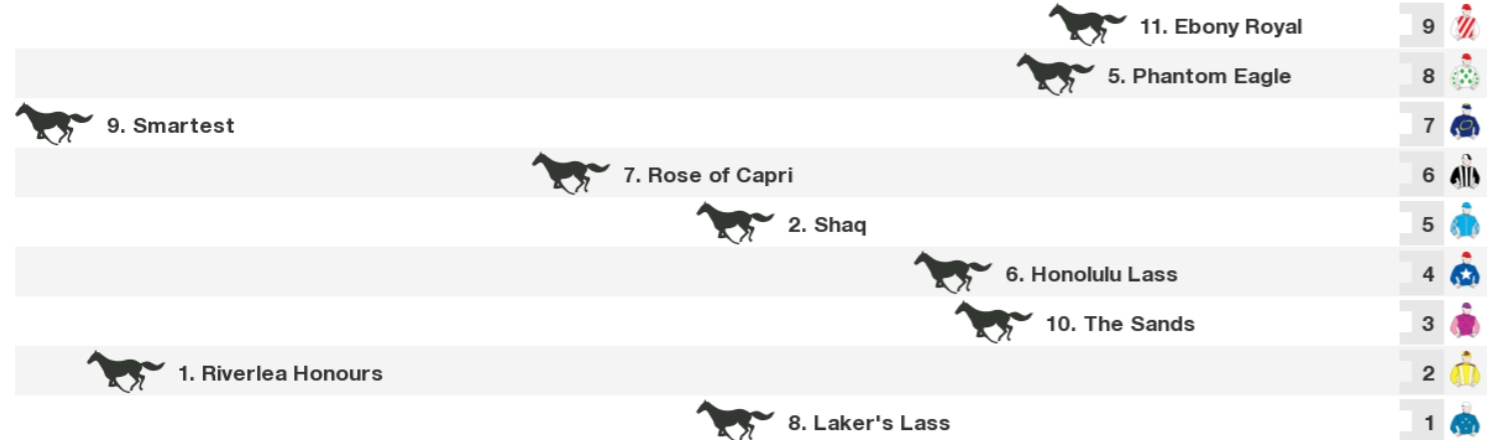 11. Ebony Royal 9
5. Phantom Eagle 8
9. Smartest 7
7. Rose of Capri 6
2. Shaq 5
6. Honolulu Lass 4
10. The Sands 3
1. Riverlea Honours 2
8. Laker's Lass 1